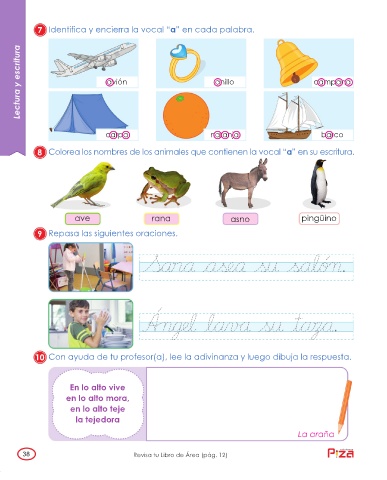 Lectura y escritura
7 Identifica y encierra la vocal "a" en cada palabra.
avión
anillo
campana
carpa
naranja
barco
8 Colorea los nombres de los animales que contienen la vocal "a" en su escritura.
ave
rana
asno
pingüino
9 Repasa las siguientes oraciones.
Sara asea su salón.
Ángel lava su taza.
10 Con ayuda de tu profesor(a), lee la adivinanza y luego dibuja la respuesta.
En lo alto vive
en lo alto mora,
en lo alto teje
la tejedora
La araña
38
Revisa tu Libro de Área (pág. 12)